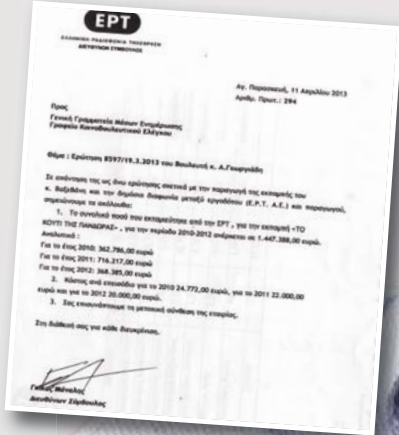 ΕΡΤ
ΕΛΛΗΝΙΚΗ ΡΑΔΙΟΦΩΝΙΑ ΤΗΛΕΟΡΑΣΗ
ΔΙΕΥΘΥΝΩΝ ΣΥΜΒΟΥΛΟΣ
Αγ. Παρασκευή, 11 Απριλίου 2013
Αριθμ. Πρωτ.: 294
Προς
Γενική Γραμματεία Μέσων Ενημέρωσης
Γραφείο Κοινοβουλευτικού Ελέγχου
Θέμα : Ερώτηση 8597/19.3.2013 του Βουλευτή κ. Α.Γεωργιάδη
Σε απάντηση της ως άνω ερώτησης σχετικά με την παραγωγή της εκπομπής του
κ. Βαξεβάνη και την δημόσια διαφωνία μεταξύ εργοδότου (Ε.Ρ.Τ. Α.Ε.) και παραγωγού,
σημειώνουμε τα ακόλουθα:
1. Το συνολικό ποσό που εκταμιεύτηκε από την ΕΡΤ , για την εκπομπή «ΤΟ
ΚΟΥΤΙ ΤΗΣ ΠΑΝΔΩΡΑΣ» , για την περίοδο 2010-2012 ανέρχεται σε 1.447.388,00 ευρώ.
Αναλυτικά :
Για το έτος 2010: 362.786,00 ευρώ
Για το έτος 2011: 716.217,00 ευρώ
Για το έτος 2012: 368.385,00 ευρώ
2. Κόστος ανά επεισόδιο για το 2010 24.772,00 ευρώ, για το 2011 22.000,00
ευρώ και για το 2012 20.000,00 ευρώ.
3. Σας επισυνάπτουμε τη μετοχική σύνθεση της εταιρίας.
Στη διάθεσή σας για κάθε διευκρίνιση.
Διευθύνων Σύμβουλος